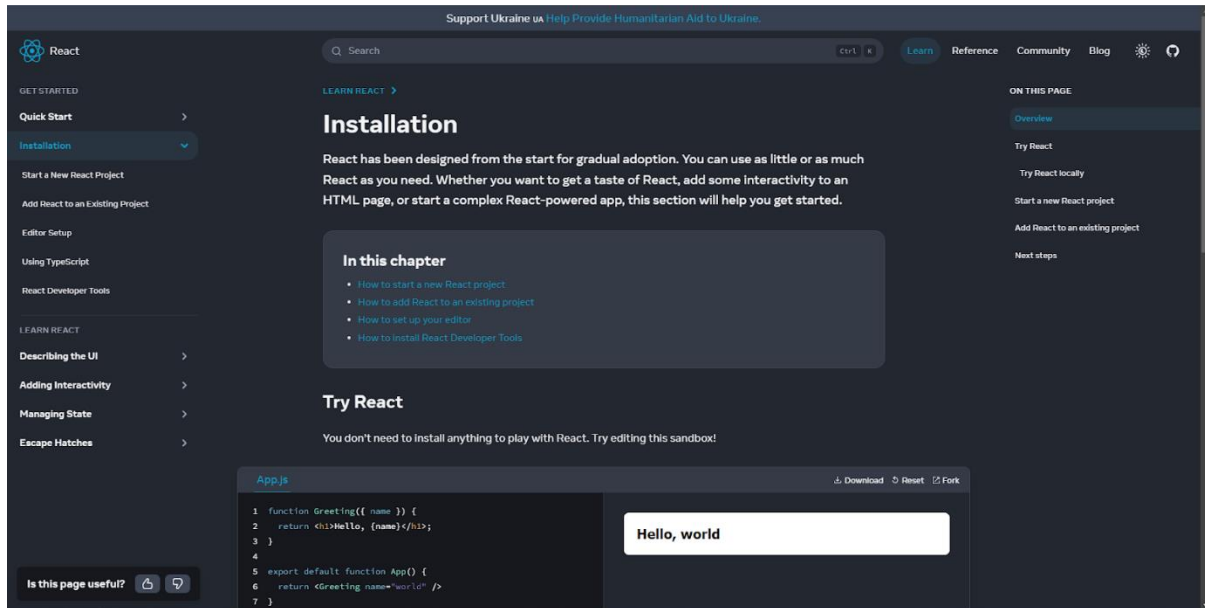 Support Ukraine UA Help Provide Humanitarian Aid to Ukraine.
React
Search
Ctrl K
Learn
Reference
Community
Blog
GET STARTED
Quick Start
Installation
Start a New React Project
Add React to an Existing Project
Editor Setup
Using TypeScript
React Developer Tools
LEARN REACT
Describing the UI
Adding Interactivity
Managing State
Escape Hatches
Is this page useful?
LEARN REACT
Installation
React has been designed from the start for gradual adoption. You can use as little or as much
React as you need. Whether you want to get a taste of React, add some interactivity to an
HTML page, or start a complex React-powered app, this section will help you get started.
In this chapter
• How to start a new React project
• How to add React to an existing project
• How to set up your editor
• How to install React Developer Tools
Try React
You don't need to install anything to play with React. Try editing this sandbox!
App.js
Download Reset Fork
1 function Greeting({ name }) {
2   return <h1>Hello, {name}</h1>;
3 }
4
5 export default function App() {
6   return <Greeting name="world" />
7 }
Hello, world
ON THIS PAGE
Overview
Try React
Try React locally
Start a new React project
Add React to an existing project
Next steps